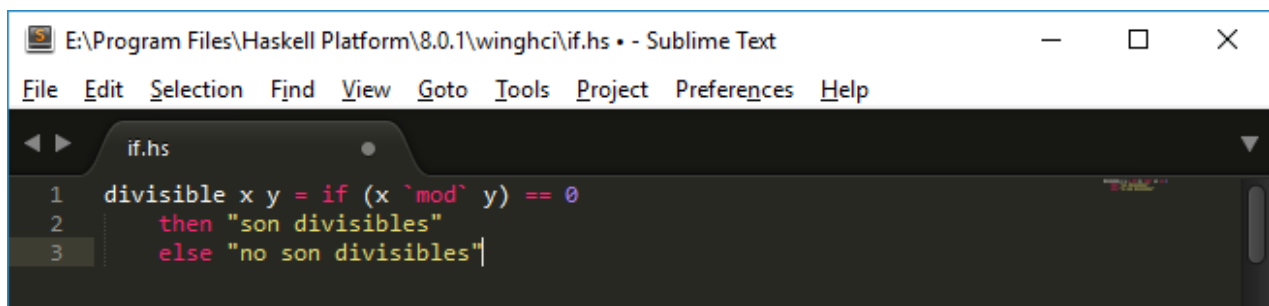 E:\Program Files\Haskell Platform\8.0.1\winghci\if.hs • - Sublime Text
File Edit Selection Find View Goto Tools Project Preferences Help
if.hs
1 divisible x y = if (x `mod` y) == 0
2 then "son divisibles"
3 else "no son divisibles"